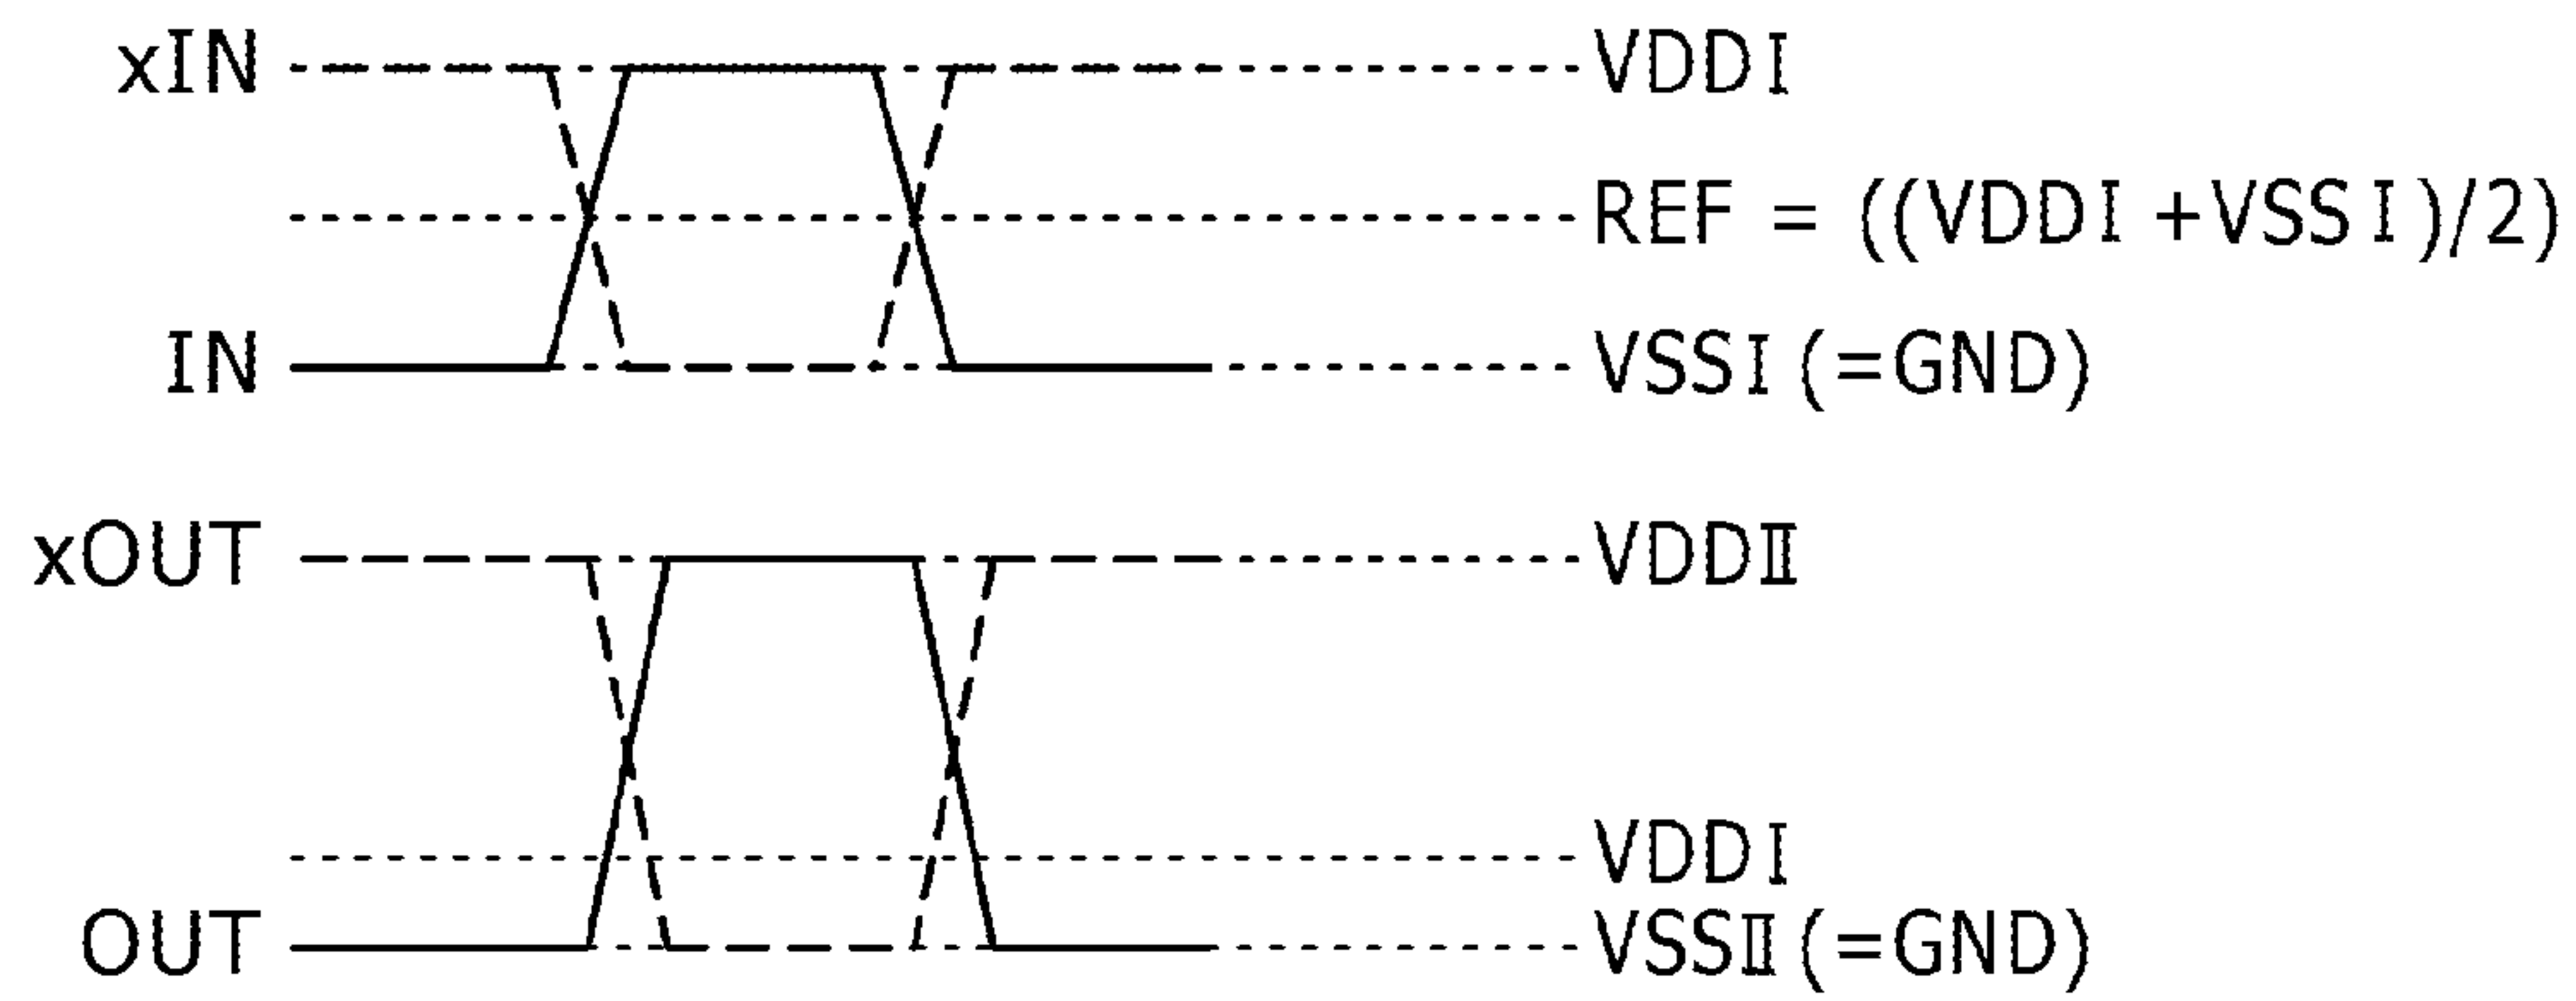 xIN VDDⅠ
REF = ((VDDⅠ+VSSⅠ)/2)
IN VSSⅠ(=GND)
xOUT VDDⅡ
VDDⅠ
OUT VSSⅡ(=GND)